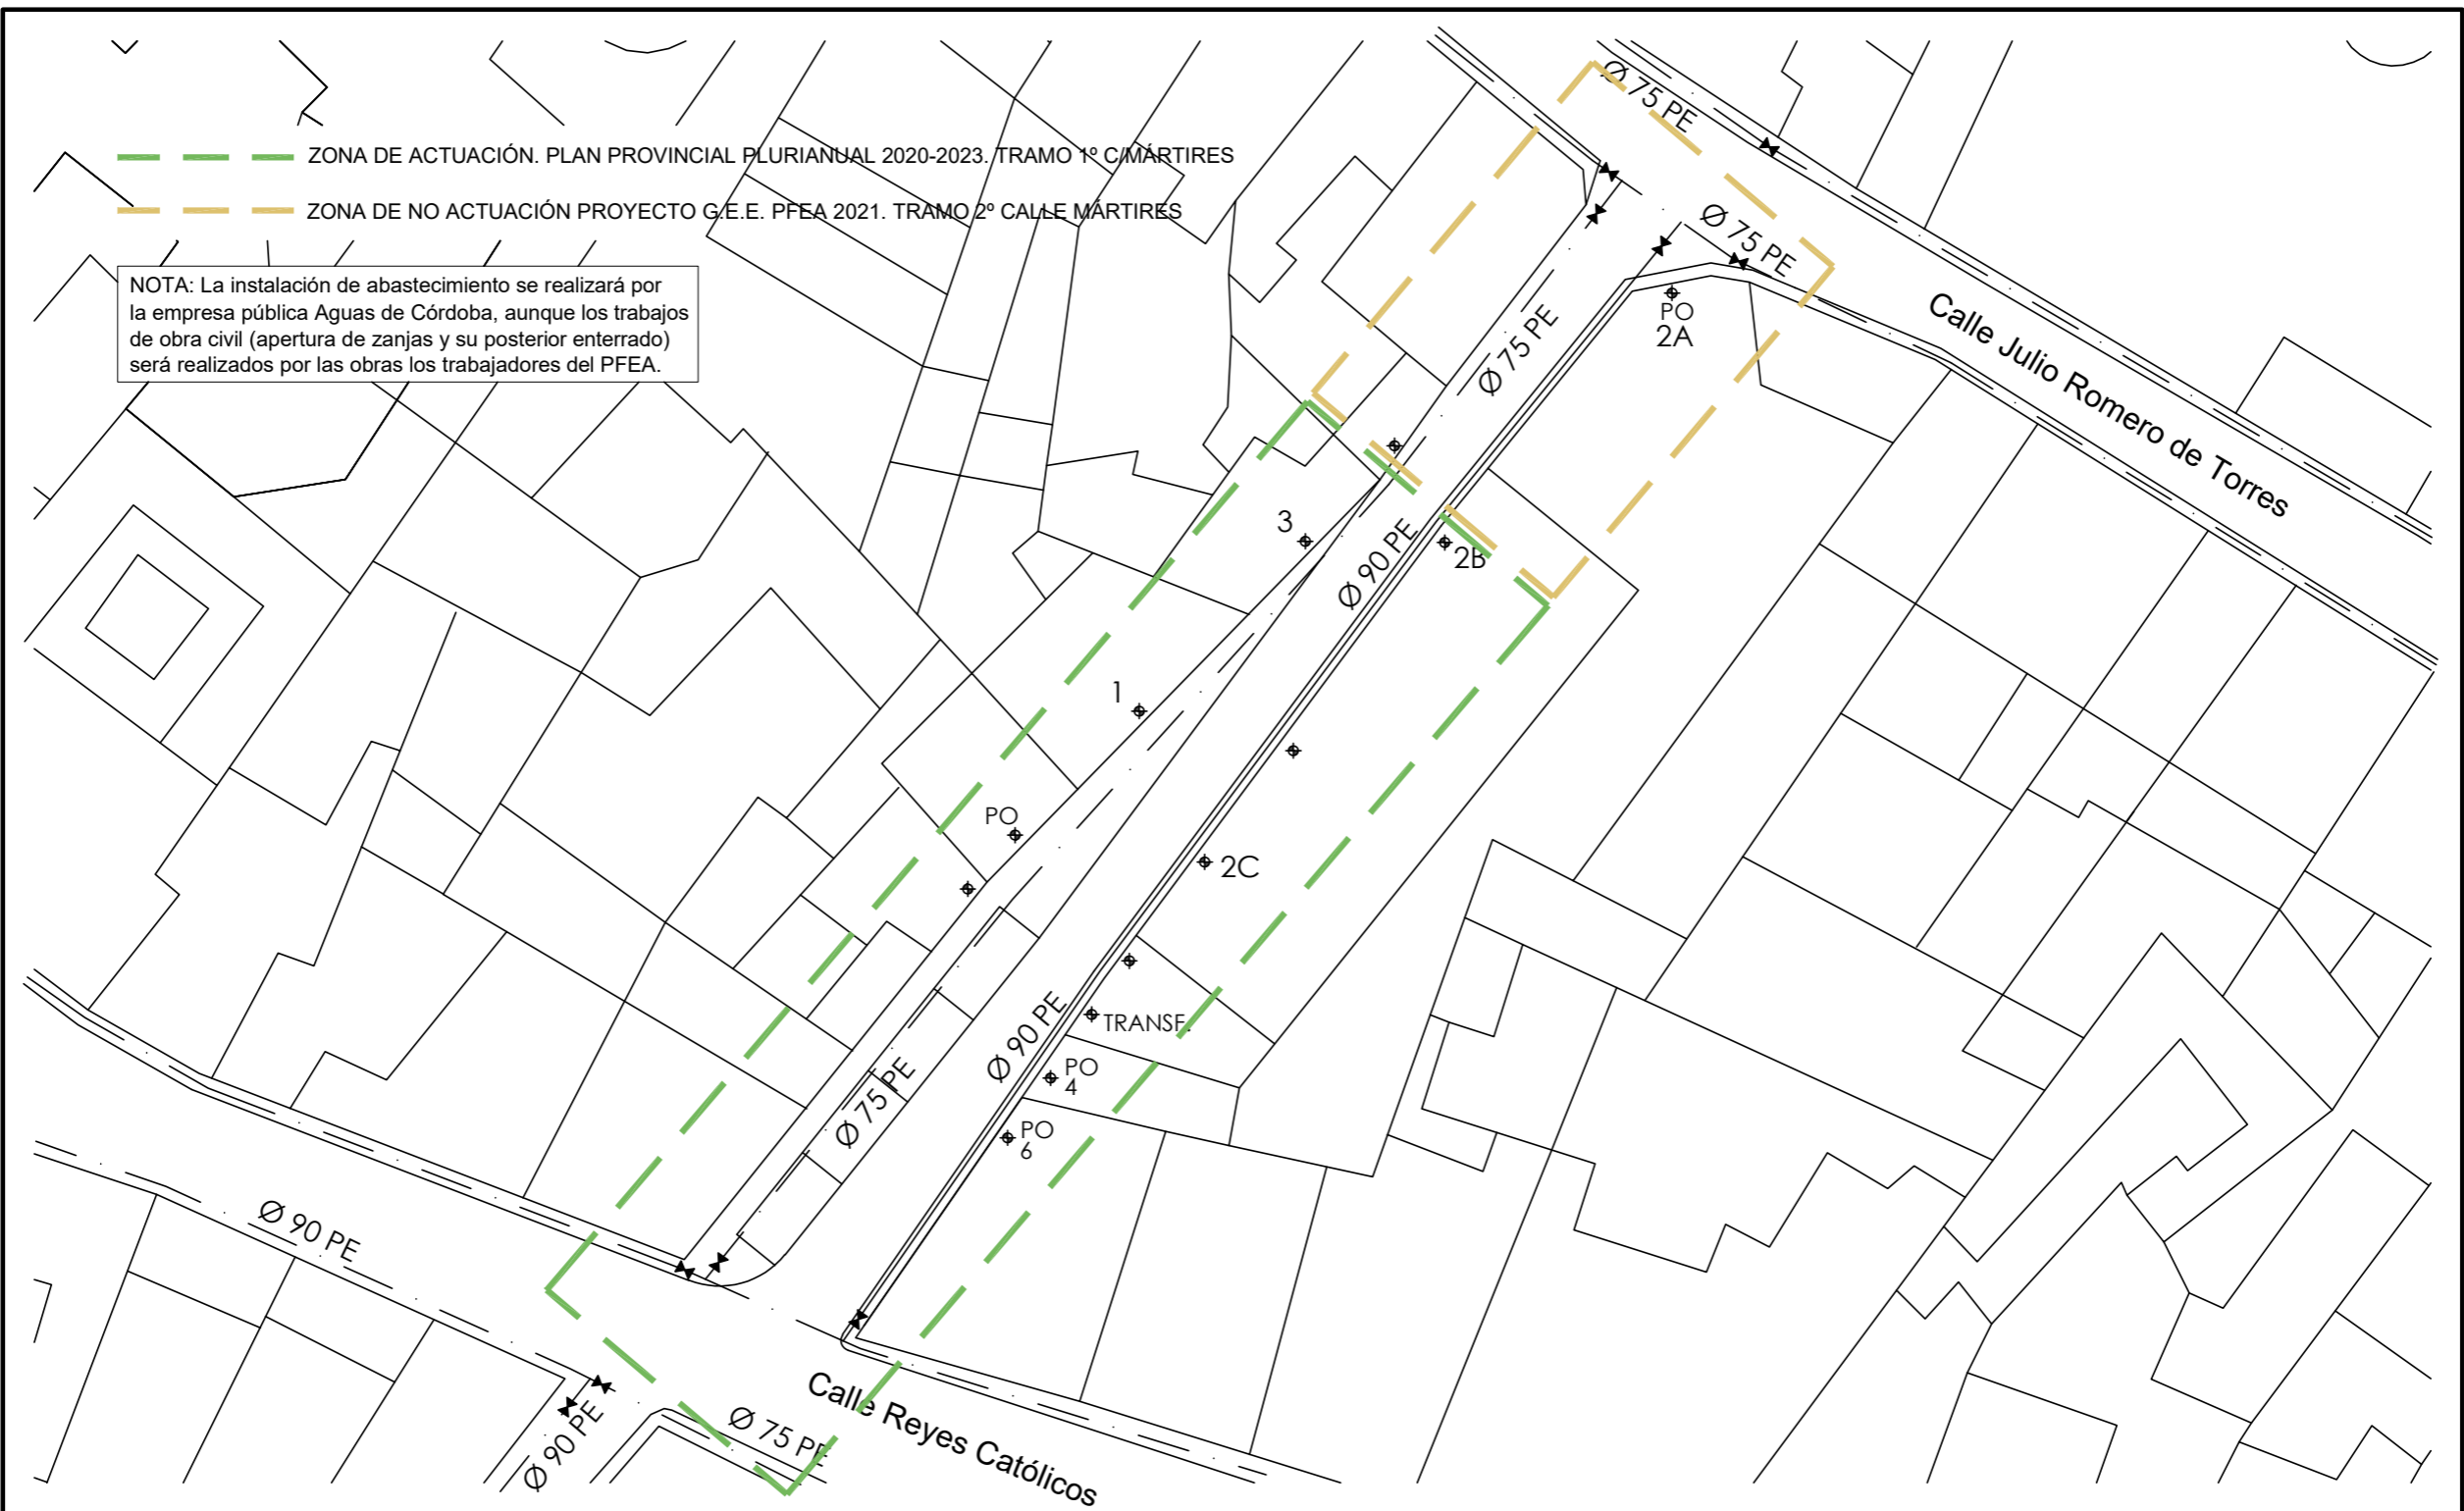 Ø 75 PE
ZONA DE ACTUACIÓN. PLAN PROVINCIAL PLURIANUAL 2020-2023. TRAMO 1º C/MÁRTIRES
ZONA DE NO ACTUACIÓN PROYECTO G.E.E. PFEA 2021. TRAMO 2º CALLE MÁRTIRES
Ø 75 PE
NOTA: La instalación de abastecimiento se realizará por
la empresa pública Aguas de Córdoba, aunque los trabajos
de obra civil (apertura de zanjas y su posterior enterrado)
será realizados por las obras los trabajadores del PFEA.
PO
2A
Calle Julio Romero de Torres
Ø 75 PE
3
Ø 90 PE
2B
1
PO
2C
Ø 90 PE
TRANSF.
PO
4
Ø 75 PE
PO
6
Ø 90 PE
Calle Reyes Católicos
Ø 75 PE
Ø 90 PE